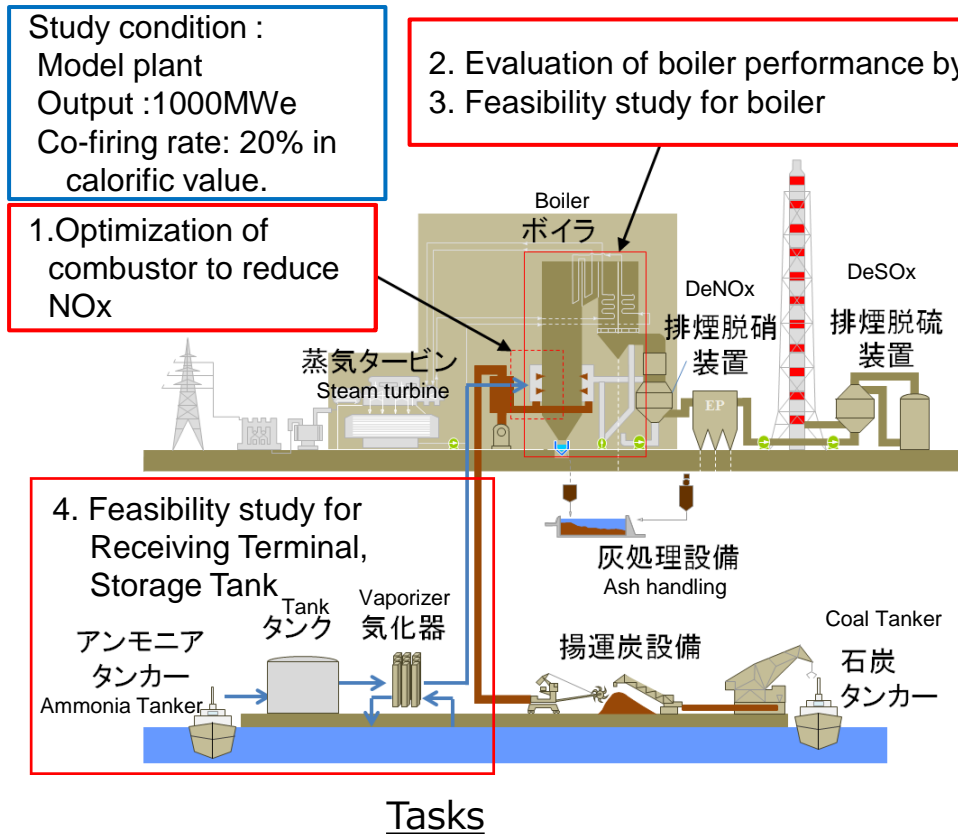 Study condition :
Model plant
Output :1000MWe
Co-firing rate: 20% in
calorific value.
2. Evaluation of boiler performance by
3. Feasibility study for boiler
1.Optimization of
combustor to reduce
NOx
Boiler
ボイラ
DeNOx
排煙脱硝
装置
DeSOx
排煙脱硫
装置
蒸気タービン
Steam turbine
EP
4. Feasibility study for
Receiving Terminal,
Storage Tank
灰処理設備
Ash handling
Tank
タンク
Vaporizer
気化器
アンモニア
タンカー
Ammonia Tanker
揚運炭設備
Coal Tanker
石炭
タンカー
Tasks